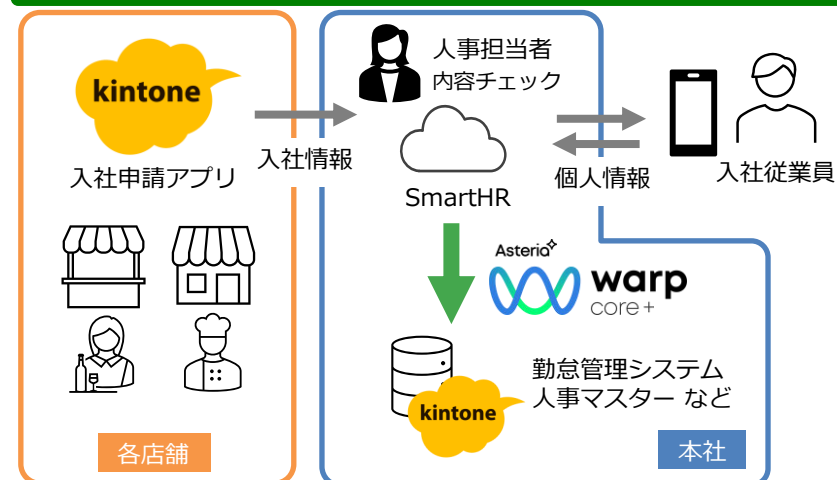 kintone
入社申請アプリ
各店舗
入社情報
人事担当者
内容チェック
SmartHR
個人情報
入社従業員
Asteria
warp
core+
kintone
勤怠管理システム
人事マスター など
本社